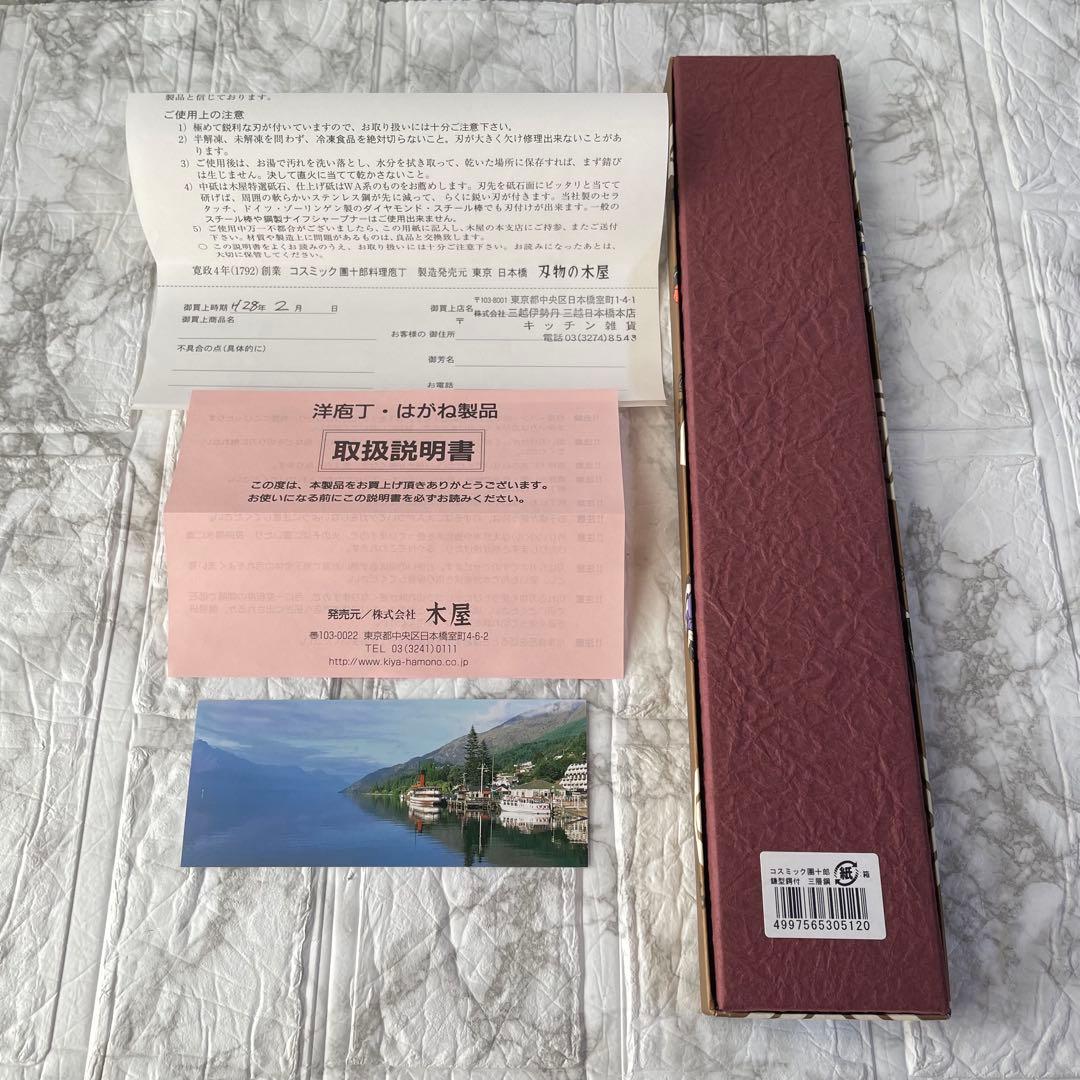 製品と信じております。
ご使用上の注意
1) 極めて鋭利な刃が付いていますので、お取り扱いには十分ご注意下さい。
2) 半解凍、未解凍を問わず、冷凍食品を絶対切らないこと。刃が大きく欠け修理出来ないことがあ
ります。
3) ご使用後は、お湯で汚れを洗い落とし、水分を拭き取って、乾いた場所に保存すれば、まず錆び
は生じません。決して直火に当てて乾かさないこと。
4) 中砥は木屋特選砥石、仕上げ砥はWA系のものをお薦めします。刃先を砥石面にピッタリと当てて
研げば、周囲の軟らかいステンレス鋼が先に減って、らくに鋭い刃が付きます。当社製のセラ
タッチ、ドイツ・ゾーリンゲン製のダイヤモンド・スチール棒でも刃付けが出来ます。一般の
スチール棒や鋼製ナイフシャープナーはご使用出来ません。
5) ご使用中万一不都合がございましたら、この用紙に記入し、木屋の本支店にご持参、またご送付
下さい。材質や製造上に問題があるものは、良品と交換致します。
○ この説明書をよくお読みのうえ、お取り扱いには十分ご注意下さい。お読みになったあとは、
大切に保管してください。
寛政4年(1792)創業 コスミック團十郎料理庖丁 製造発売元 東京 日本橋 刃物の木屋
御買上時期 H28年 2月 日
御買上商品名
不具合の点(具体的に)
御買上店名
〒103-8001 東京都中央区日本橋室町1-4-1
株式会社 三越伊勢丹 三越日本橋本店
キッチン雑貨
電話 03(3274)8543
お客様の 御住所 〒
御芳名
お電話
洋庖丁・はがね製品
取扱説明書
この度は、本製品をお買上げ頂きありがとうございます。
お使いになる前にこの説明書を必ずお読みください。
発売元/株式会社 木屋
〠103-0022 東京都中央区日本橋室町4-6-2
TEL 03(3241)0111
http://www.kiya-hamono.co.jp
コスミック團十郎
鎌型鍔付 三層鋼
紙 箱
4997565305120